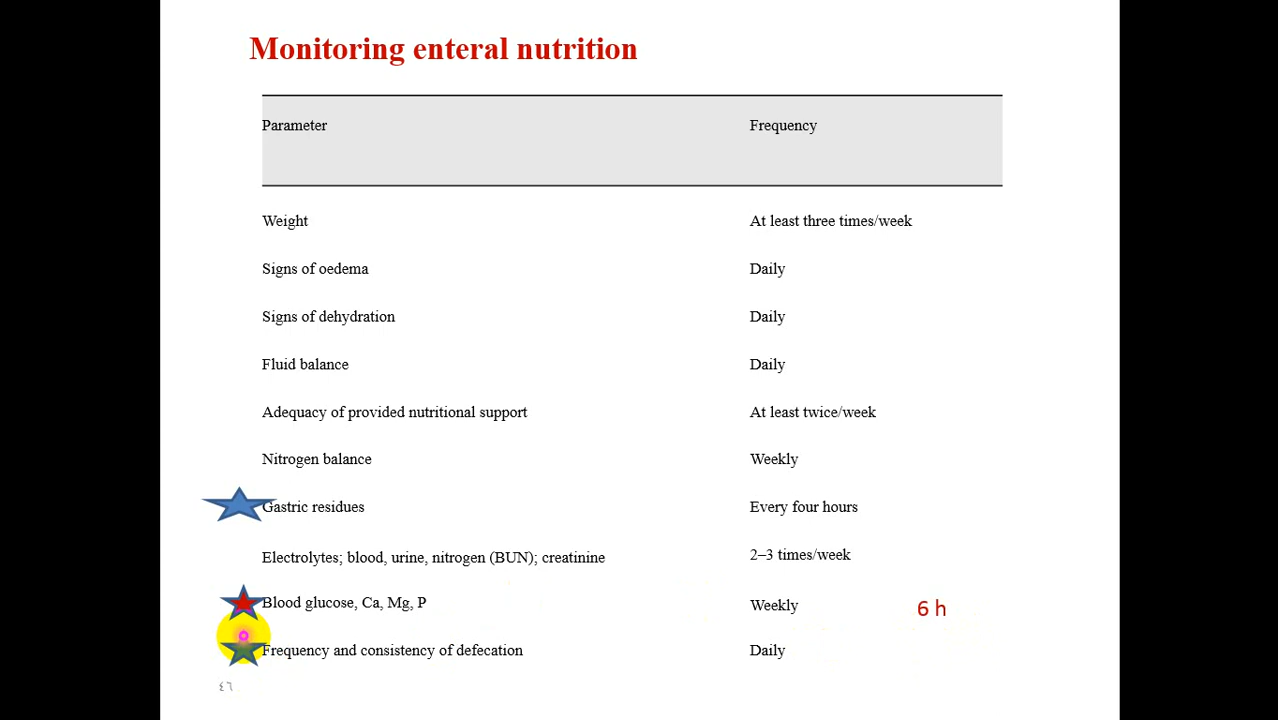 Monitoring enteral nutrition
Parameter Frequency
Weight At least three times/week
Signs of oedema Daily
Signs of dehydration Daily
Fluid balance Daily
Adequacy of provided nutritional support At least twice/week
Nitrogen balance Weekly
Gastric residues Every four hours
Electrolytes; blood, urine, nitrogen (BUN); creatinine 2–3 times/week
Blood glucose, Ca, Mg, P Weekly 6 h
Frequency and consistency of defecation Daily
٤٦